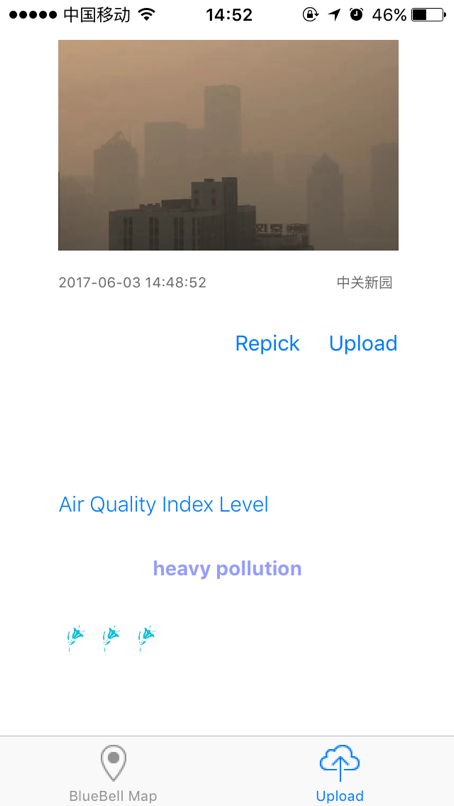 中国移动 14:52 46%
2017-06-03 14:48:52 中关新园
Repick Upload
Air Quality Index Level
heavy pollution
BlueBell Map Upload